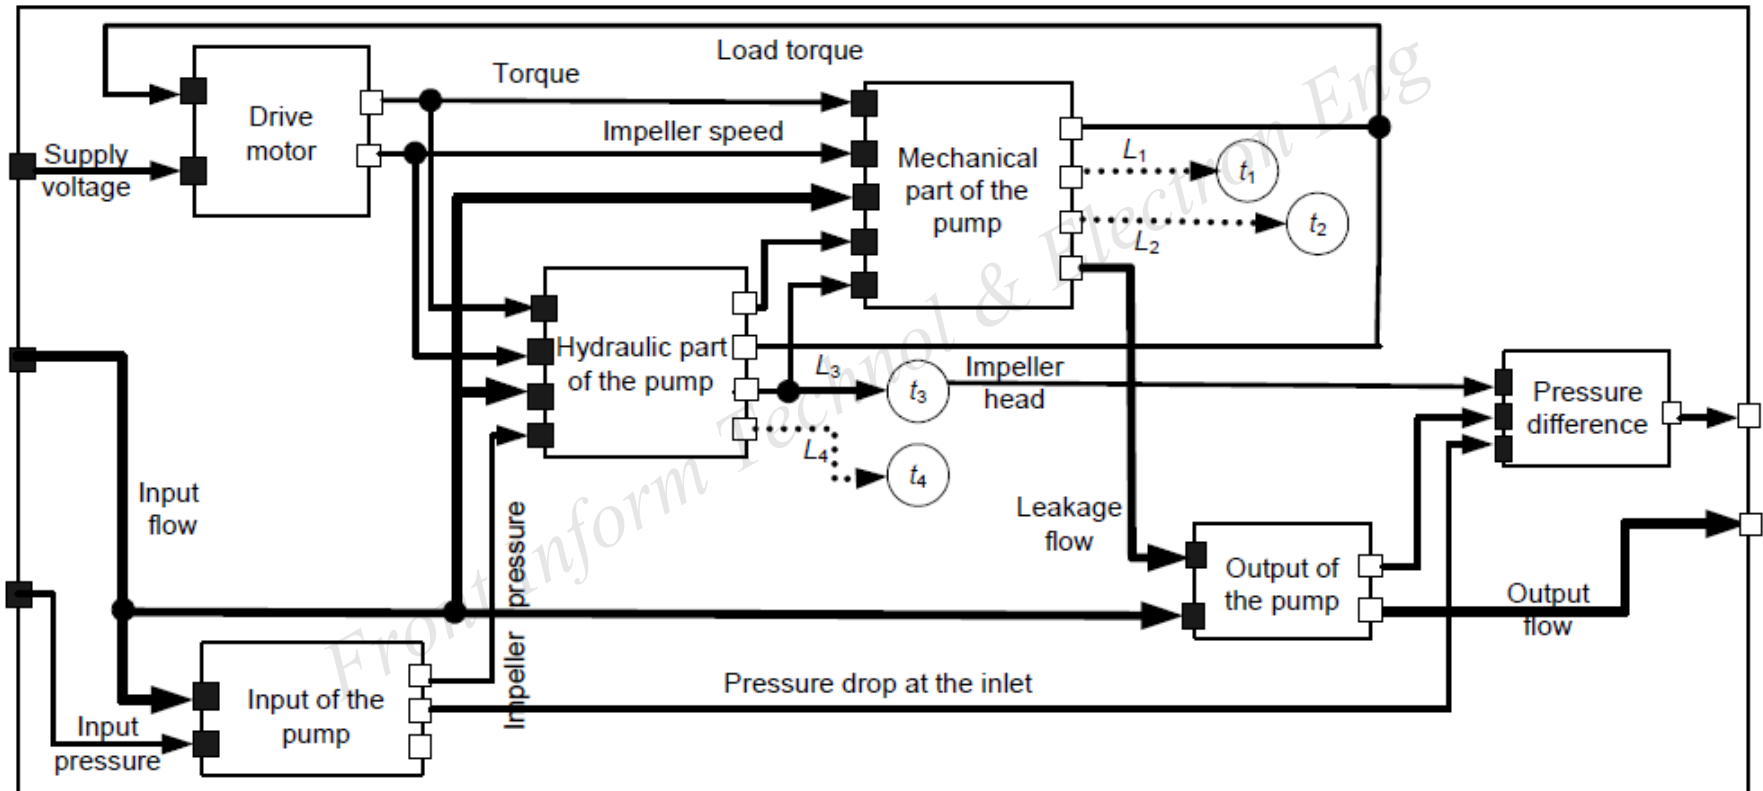 Load torque
Torque
Drive
motor
Impeller speed
Supply
voltage
Mechanical
part of the
pump
L1
t1
L2
t2
Hydraulic part
of the pump
L3
t3
Impeller
head
L4
t4
Pressure
difference
Input
flow
Impeller pressure
Leakage
flow
Output of
the pump
Output
flow
Input of the
pump
Pressure drop at the inlet
Input
pressure
Front Inform Technol & Electron Eng